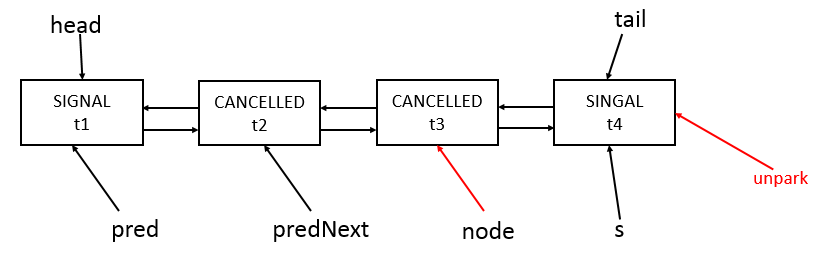 head
tail
SIGNAL
t1
CANCELLED
t2
CANCELLED
t3
SINGAL
t4
unpark
pred
predNext
node
s